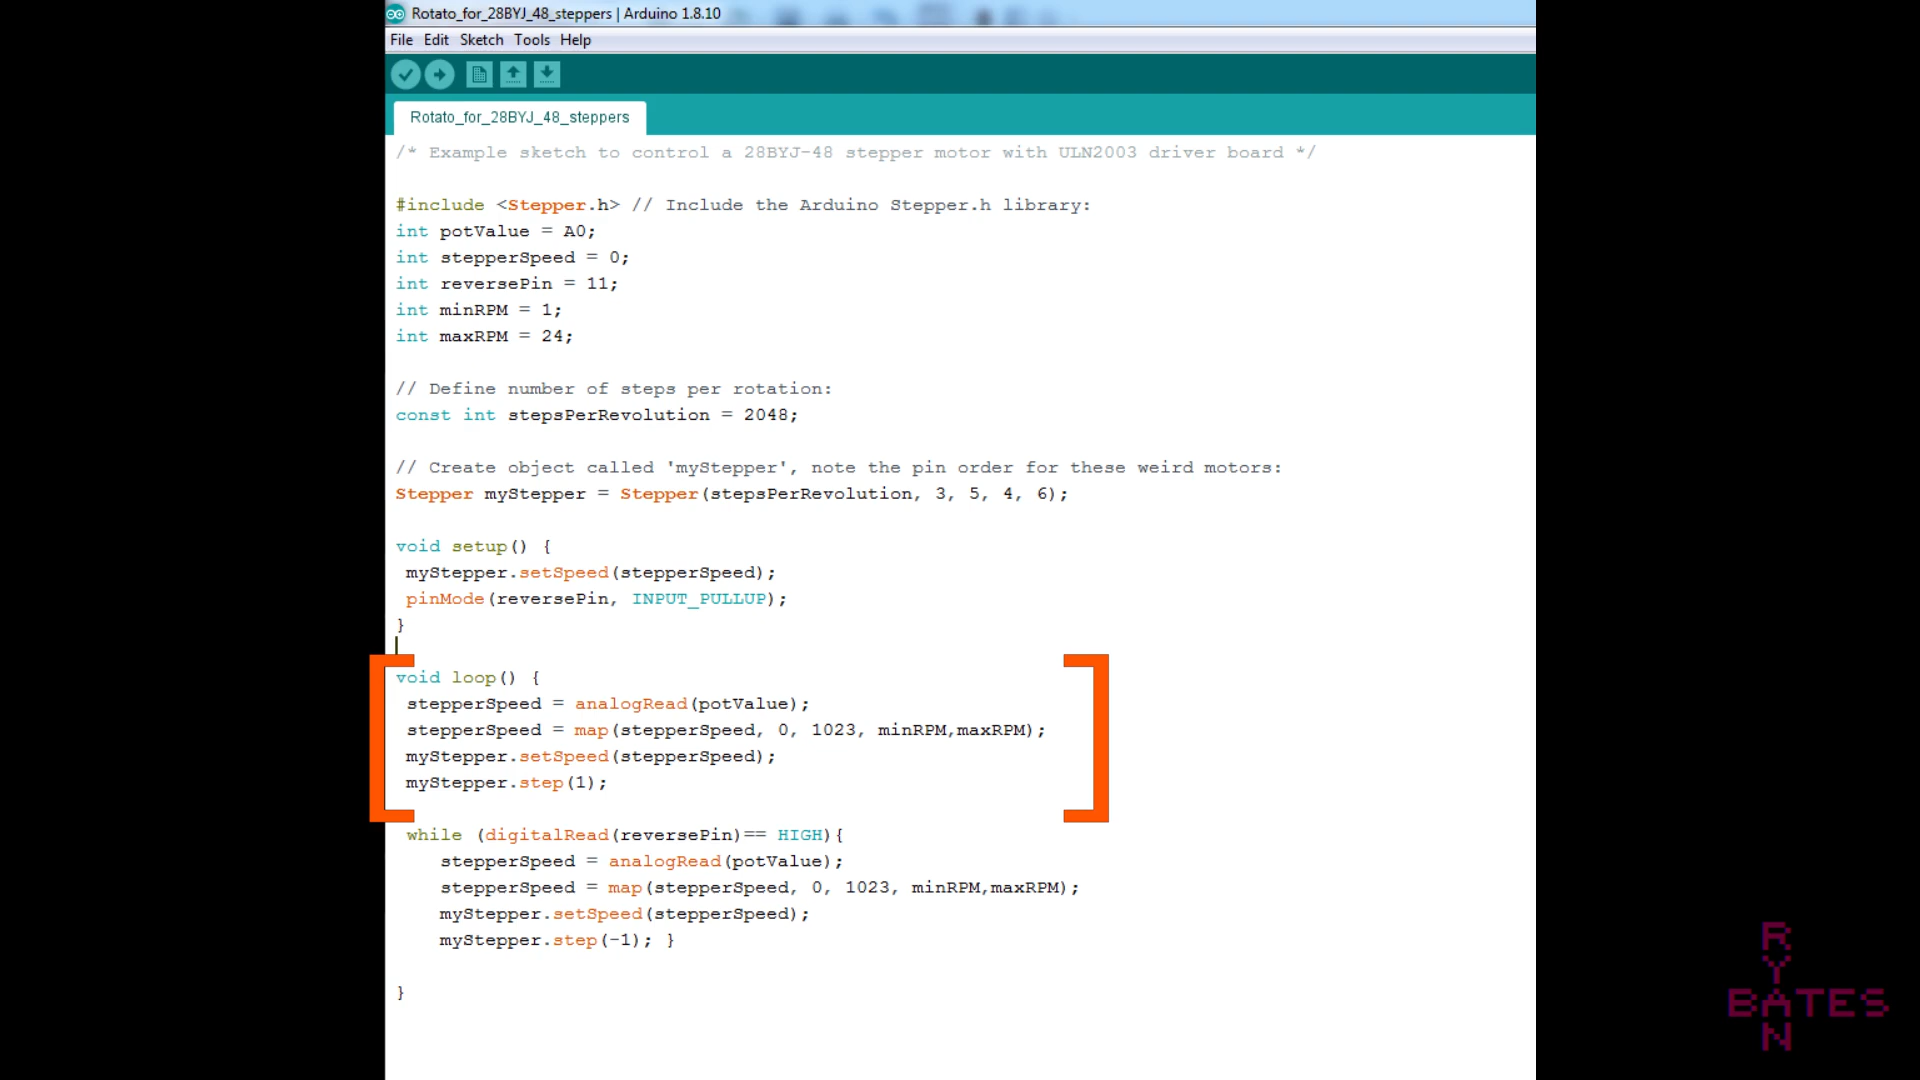 Rotato_for_28BYJ_48_steppers | Arduino 1.8.10
File Edit Sketch Tools Help
Rotato_for_28BYJ_48_steppers
/* Example sketch to control a 28BYJ-48 stepper motor with ULN2003 driver board */
#include <Stepper.h> // Include the Arduino Stepper.h library:
int potValue = A0;
int stepperSpeed = 0;
int reversePin = 11;
int minRPM = 1;
int maxRPM = 24;
// Define number of steps per rotation:
const int stepsPerRevolution = 2048;
// Create object called 'myStepper', note the pin order for these weird motors:
Stepper myStepper = Stepper(stepsPerRevolution, 3, 5, 4, 6);
void setup() {
myStepper.setSpeed(stepperSpeed);
pinMode(reversePin, INPUT_PULLUP);
}
void loop() {
stepperSpeed = analogRead(potValue);
stepperSpeed = map(stepperSpeed, 0, 1023, minRPM,maxRPM);
myStepper.setSpeed(stepperSpeed);
myStepper.step(1);
while (digitalRead(reversePin)== HIGH){
stepperSpeed = analogRead(potValue);
stepperSpeed = map(stepperSpeed, 0, 1023, minRPM,maxRPM);
myStepper.setSpeed(stepperSpeed);
myStepper.step(-1); }
}
RYAN
BATES